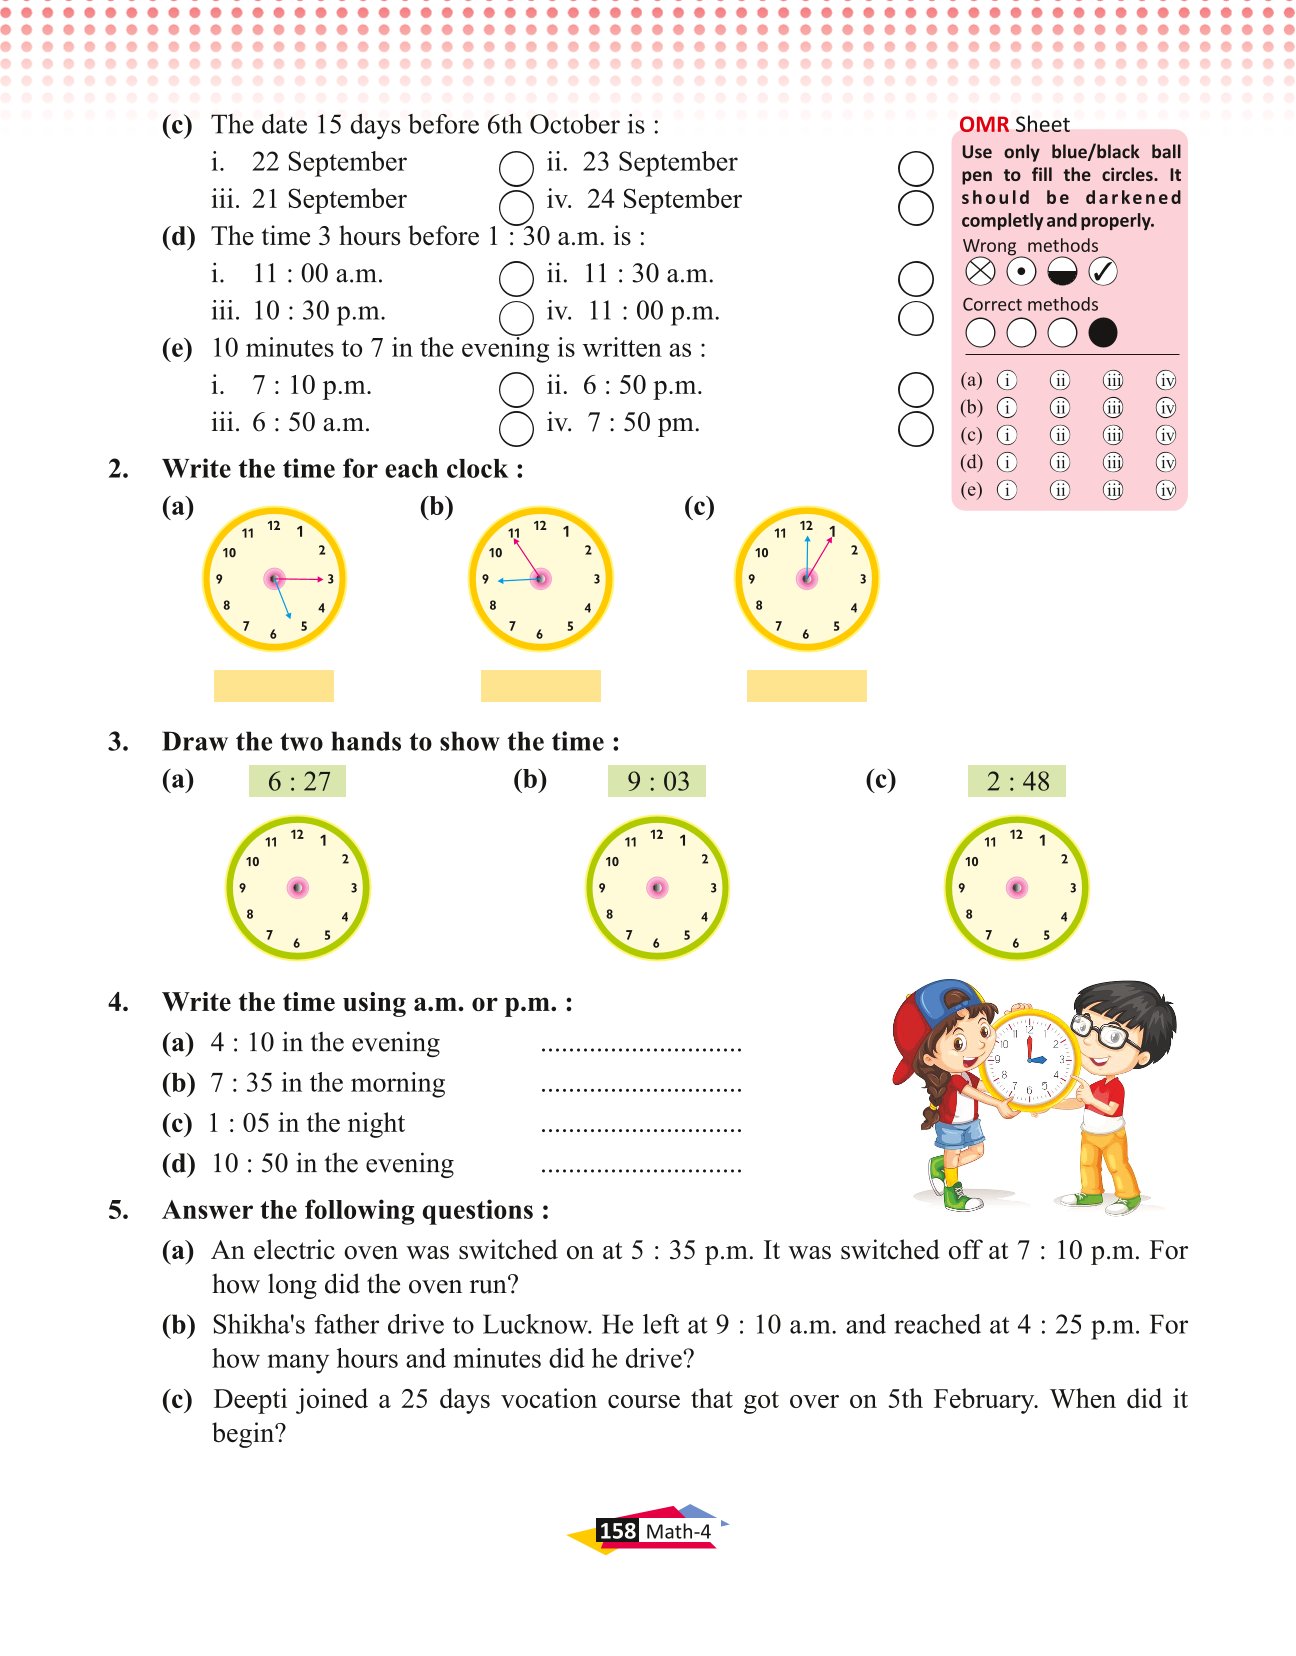 (c) The date 15 days before 6th October is :
i. 22 September ii. 23 September
iii. 21 September iv. 24 September
(d) The time 3 hours before 1 : 30 a.m. is :
i. 11 : 00 a.m. ii. 11 : 30 a.m.
iii. 10 : 30 p.m. iv. 11 : 00 p.m.
(e) 10 minutes to 7 in the evening is written as :
i. 7 : 10 p.m. ii. 6 : 50 p.m.
iii. 6 : 50 a.m. iv. 7 : 50 pm.
OMR Sheet
Use only blue/black ball
pen to fill the circles. It
should be darkened
completly and properly.
Wrong methods
Correct methods
(a) i ii iii iv
(b) i ii iii iv
(c) i ii iii iv
(d) i ii iii iv
(e) i ii iii iv
2. Write the time for each clock :
(a) (b) (c)
12 1 2 3 4 5 6 7 8 9 10 11
12 1 2 3 4 5 6 7 8 9 10 11
12 1 2 3 4 5 6 7 8 9 10 11
3. Draw the two hands to show the time :
(a) 6 : 27 (b) 9 : 03 (c) 2 : 48
12 1 2 3 4 5 6 7 8 9 10 11
12 1 2 3 4 5 6 7 8 9 10 11
12 1 2 3 4 5 6 7 8 9 10 11
4. Write the time using a.m. or p.m. :
(a) 4 : 10 in the evening .............................
(b) 7 : 35 in the morning .............................
(c) 1 : 05 in the night .............................
(d) 10 : 50 in the evening .............................
5. Answer the following questions :
(a) An electric oven was switched on at 5 : 35 p.m. It was switched off at 7 : 10 p.m. For
how long did the oven run?
(b) Shikha's father drive to Lucknow. He left at 9 : 10 a.m. and reached at 4 : 25 p.m. For
how many hours and minutes did he drive?
(c) Deepti joined a 25 days vocation course that got over on 5th February. When did it
begin?
158 Math-4